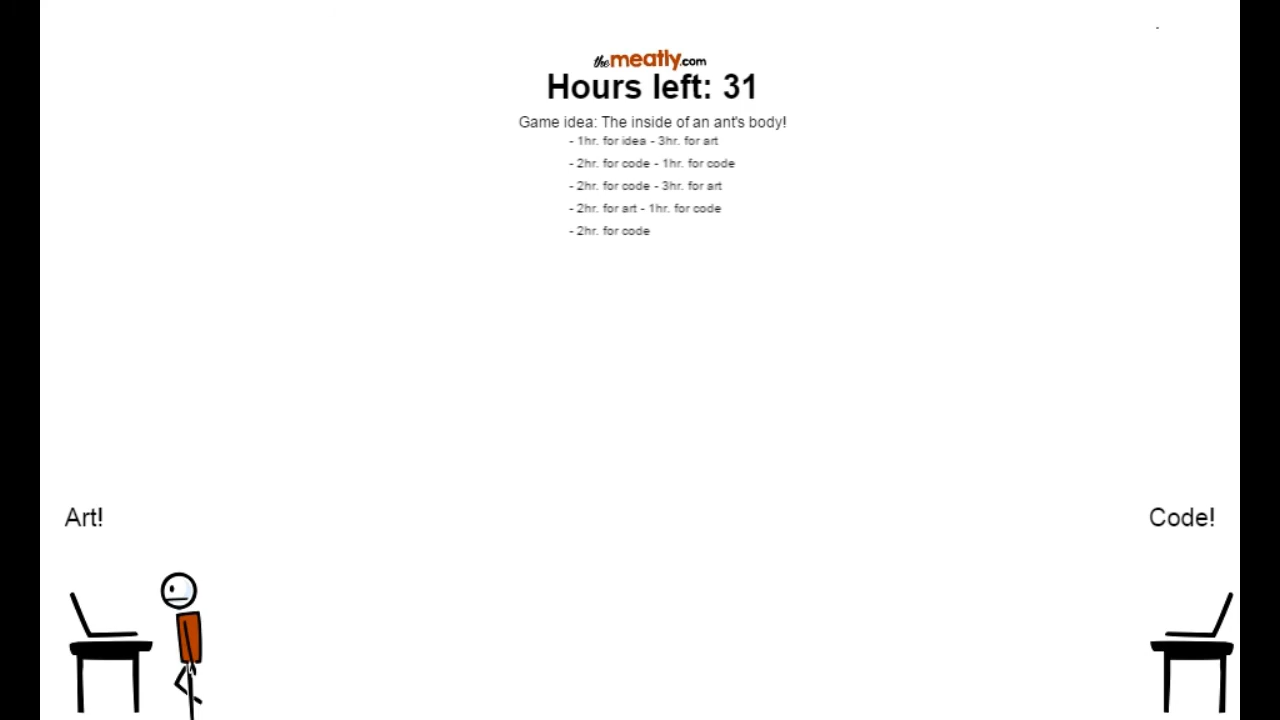 themeatly.com
Hours left: 31
Game idea: The inside of an ant's body!
- 1hr. for idea - 3hr. for art
- 2hr. for code - 1hr. for code
- 2hr. for code - 3hr. for art
- 2hr. for art - 1hr. for code
- 2hr. for code
Art!
Code!